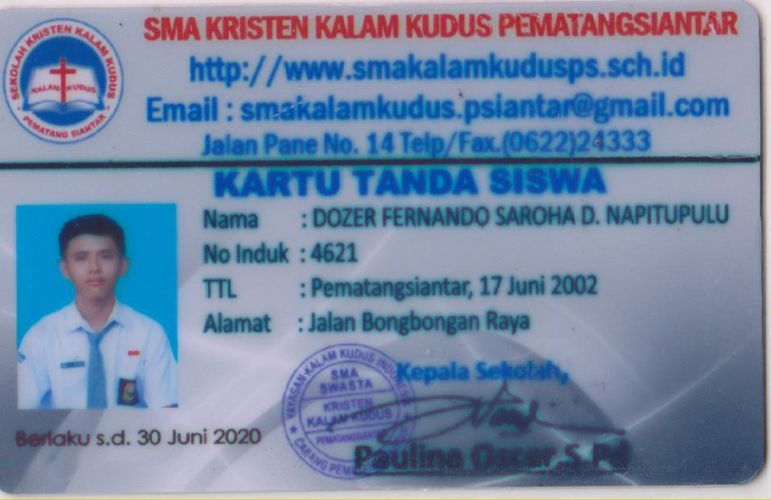 SMA KRISTEN KALAM KUDUS PEMATANGSIANTAR
http://www.smakalamkudusps.sch.id
Email : smakalamkudus.psiantar@gmail.com
Jalan Pane No. 14 Telp/Fax.(0622)24333
SEKOLAH KRISTEN KALAM KUDUS
KALAM KUDUS
PEMATANG SIANTAR
KARTU TANDA SISWA
Nama : DOZER FERNANDO SAROHA D. NAPITUPULU
No Induk : 4621
TTL : Pematangsiantar, 17 Juni 2002
Alamat : Jalan Bongbongan Raya
Kepala Sekolah,
YAYASAN KALAM KUDUS INDONESIA
SMA
SWASTA
KRISTEN
KALAM KUDUS
PEMATANGSIANTAR
CABANG
Paulina Oscar,S.Pd
Berlaku s.d. 30 Juni 2020